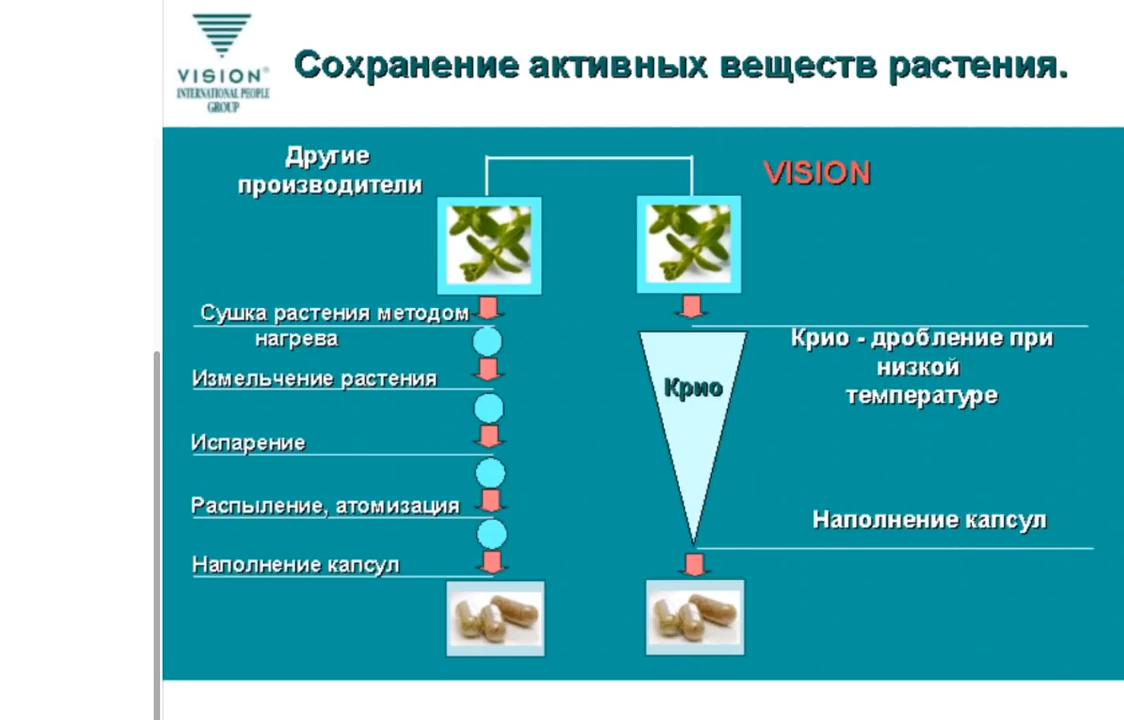 VISION®
INTERNATIONAL PEOPLE
GROUP
Сохранение активных веществ растения.
Другие
производители
VISION
Сушка растения методом
нагрева
Измельчение растения
Испарение
Распыление, атомизация
Наполнение капсул
Крио
Крио - дробление при
низкой
температуре
Наполнение капсул